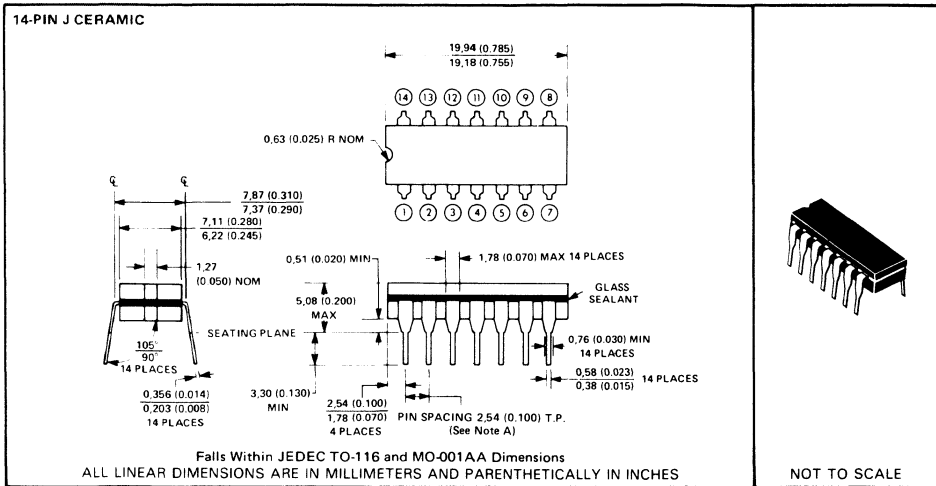 14-PIN J CERAMIC
19,94 (0.785)
19,18 (0.755)
14 13 12 11 10 9 8
0,63 (0.025) R NOM
1 2 3 4 5 6 7
℄ ℄
7,87 (0.310)
7,37 (0.290)
7,11 (0.280)
6,22 (0.245)
1,27
(0.050) NOM
0,51 (0.020) MIN
1,78 (0.070) MAX 14 PLACES
5,08 (0.200)
MAX
GLASS
SEALANT
SEATING PLANE
105°
90°
14 PLACES
0,76 (0.030) MIN
14 PLACES
0,356 (0.014)
0,203 (0.008)
14 PLACES
3,30 (0.130)
MIN
0,58 (0.023)
0,38 (0.015)
14 PLACES
2,54 (0.100)
1,78 (0.070)
4 PLACES
PIN SPACING 2,54 (0.100) T.P.
(See Note A)
Falls Within JEDEC TO-116 and MO-001AA Dimensions
ALL LINEAR DIMENSIONS ARE IN MILLIMETERS AND PARENTHETICALLY IN INCHES
NOT TO SCALE